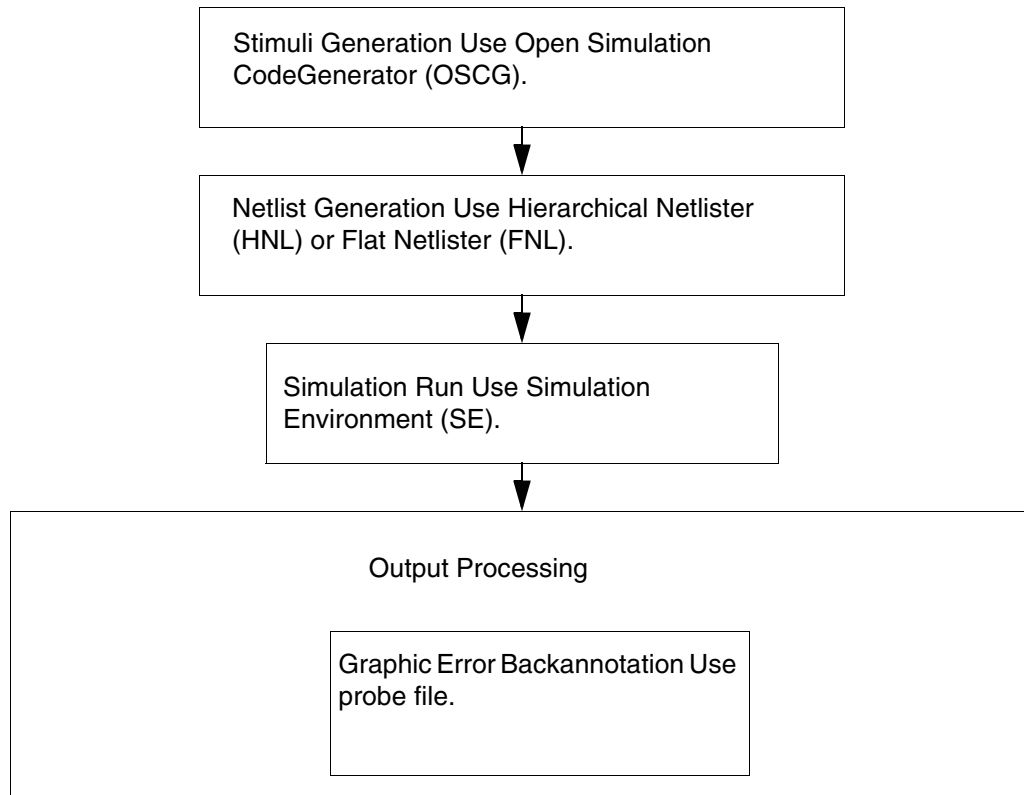 Stimuli Generation Use Open Simulation
CodeGenerator (OSCG).
Netlist Generation Use Hierarchical Netlister
(HNL) or Flat Netlister (FNL).
Simulation Run Use Simulation
Environment (SE).
Output Processing
Graphic Error Backannotation Use
probe file.